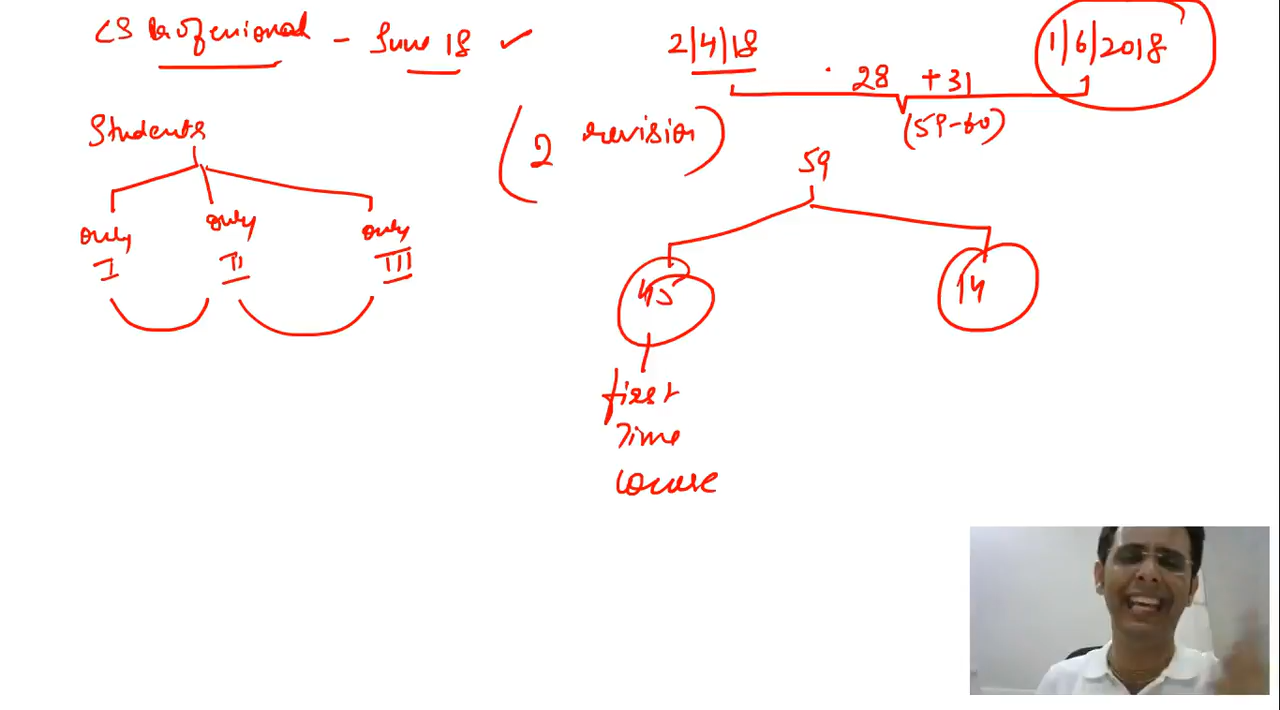 CS Professional - June 18 ✓
2/4/18
1/6/2018
28 + 31
(59-60)
Students
(2 revision)
59
only I
only II
only III
45
14
first
Time
course